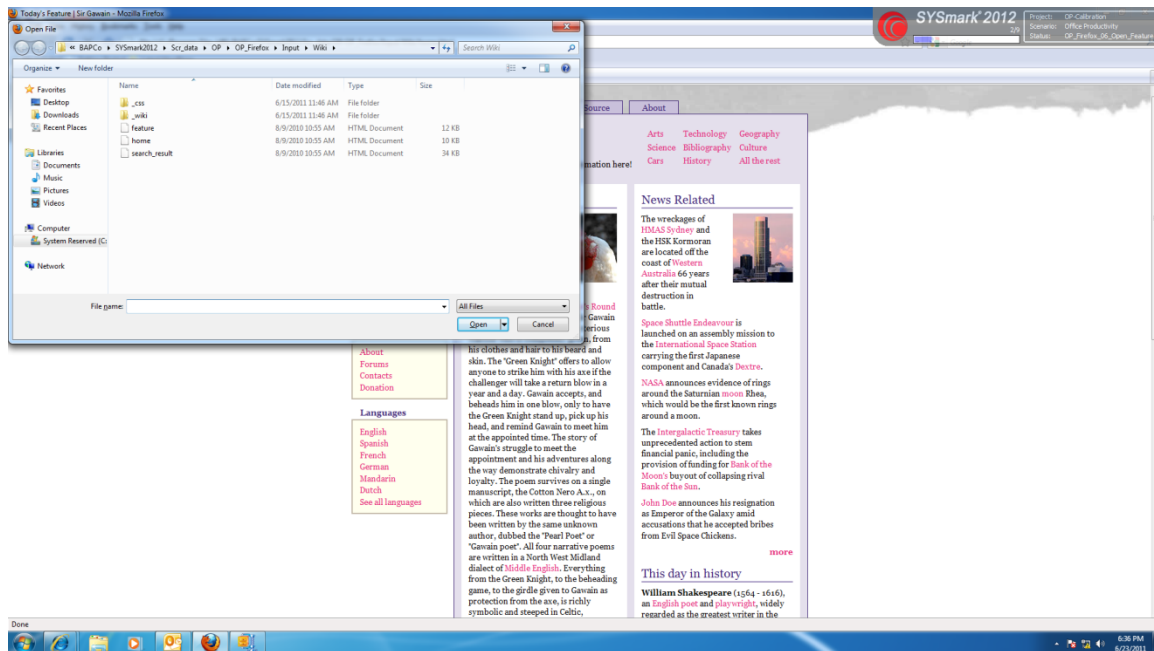 Today's Feature | Sir Gawain - Mozilla Firefox
Open File
« BAPCo ▸ SYSmark2012 ▸ Scr_data ▸ OP ▸ OP_Firefox ▸ Input ▸ Wiki ▸
Search Wiki
Organize ▾ New folder
Name Date modified Type Size
Favorites
Desktop
Downloads
Recent Places
Libraries
Documents
Music
Pictures
Videos
Computer
System Reserved (C:
Network
_css 6/15/2011 11:46 AM File folder
_wiki 6/15/2011 11:46 AM File folder
feature 8/9/2010 10:55 AM HTML Document 12 KB
home 8/9/2010 10:55 AM HTML Document 10 KB
search_result 8/9/2010 10:55 AM HTML Document 34 KB
File name:
All Files
Open Cancel
SYSmark® 2012
2/9
Project: OP-Calibration
Scenario: Office Productivity
Status: OP_Firefox_06_Open_Feature
Source About
Arts Technology Geography
Science Bibliography Culture
Cars History All the rest
mation here!
About
Forums
Contacts
Donation
Languages
English
Spanish
French
German
Mandarin
Dutch
See all languages
s Round
Gawain
terious
n, from
his clothes and hair to his beard and
skin. The "Green Knight" offers to allow
anyone to strike him with his axe if the
challenger will take a return blow in a
year and a day. Gawain accepts, and
beheads him in one blow, only to have
the Green Knight stand up, pick up his
head, and remind Gawain to meet him
at the appointed time. The story of
Gawain's struggle to meet the
appointment and his adventures along
the way demonstrate chivalry and
loyalty. The poem survives on a single
manuscript, the Cotton Nero A.x., on
which are also written three religious
pieces. These works are thought to have
been written by the same unknown
author, dubbed the "Pearl Poet" or
"Gawain poet". All four narrative poems
are written in a North West Midland
dialect of Middle English. Everything
from the Green Knight, to the beheading
game, to the girdle given to Gawain as
protection from the axe, is richly
symbolic and steeped in Celtic,
News Related
The wreckages of
HMAS Sydney and
the HSK Kormoran
are located off the
coast of Western
Australia 66 years
after their mutual
destruction in
battle.
Space Shuttle Endeavour is
launched on an assembly mission to
the International Space Station
carrying the first Japanese
component and Canada's Dextre.
NASA announces evidence of rings
around the Saturnian moon Rhea,
which would be the first known rings
around a moon.
The Intergalactic Treasury takes
unprecedented action to stem
financial panic, including the
provision of funding for Bank of the
Moon's buyout of collapsing rival
Bank of the Sun.
John Doe announces his resignation
as Emperor of the Galaxy amid
accusations that he accepted bribes
from Evil Space Chickens.
more
This day in history
William Shakespeare (1564 - 1616),
an English poet and playwright, widely
regarded as the greatest writer in the
Done
6:36 PM
6/23/2011